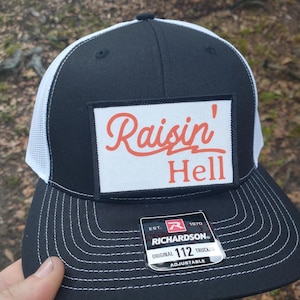 Raisin'
Hell
EST. R 1970
RICHARDSON®
ORIGINAL 112 TRUCKER
ADJUSTABLE